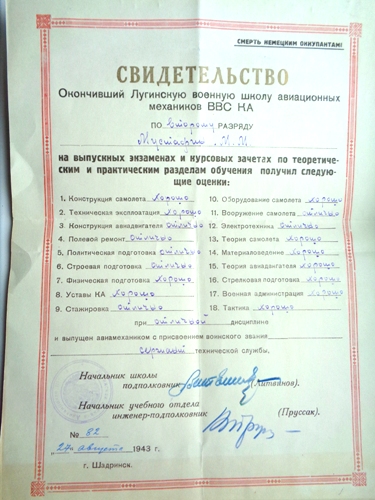 СМЕРТЬ НЕМЕЦКИМ ОККУПАНТАМ!
СВИДЕТЕЛЬСТВО
Окончивший Лугинскую военную школу авиационных
механиков ВВС КА
ПО второму РАЗРЯДУ
М. И.
на выпускных экзаменах и курсовых зачетах по теоретичес-
ским и практическим разделам обучения получил следую-
щие оценки:
1. Конструкция самолета хорошо
2. Техническая эксплоатация хорошо
3. Конструкция авиадвигателя отлично
4. Полевой ремонт отлично
5. Политическая подготовка отлично
6. Строевая подготовка отлично
7. Физическая подготовка хорошо
8. Уставы КА хорошо
9. Стажировка отлично
10. Оборудование самолета хорошо
11. Вооружение самолета отлично
12. Электротехника отлично
13. Теория самолета хорошо
14. Материаловедение хорошо
15. Теория авиадвигателя хорошо
16. Стрелковая подготовка хорошо
17. Военная администрация хорошо
18. Тактика хорошо
при отличной дисциплине
и выпущен авиамехаником с присвоением воинского звания
сержант технической службы.
Начальник школы
подполковник (Литванов).
Начальник учебного отдела
инженер-подполковник (Пруссак).
№ 82
24 августа 1943 г.
г. Шадринск.